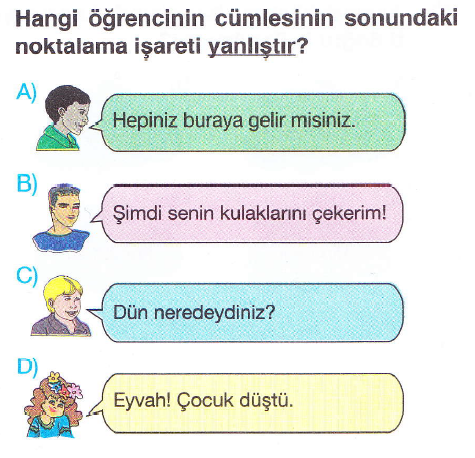 Hangi öğrencinin cümlesinin sonundaki
noktalama işareti yanlıştır?
A)
Hepiniz buraya gelir misiniz.
B)
Şimdi senin kulaklarını çekerim!
C)
Dün neredeydiniz?
D)
Eyvah! Çocuk düştü.